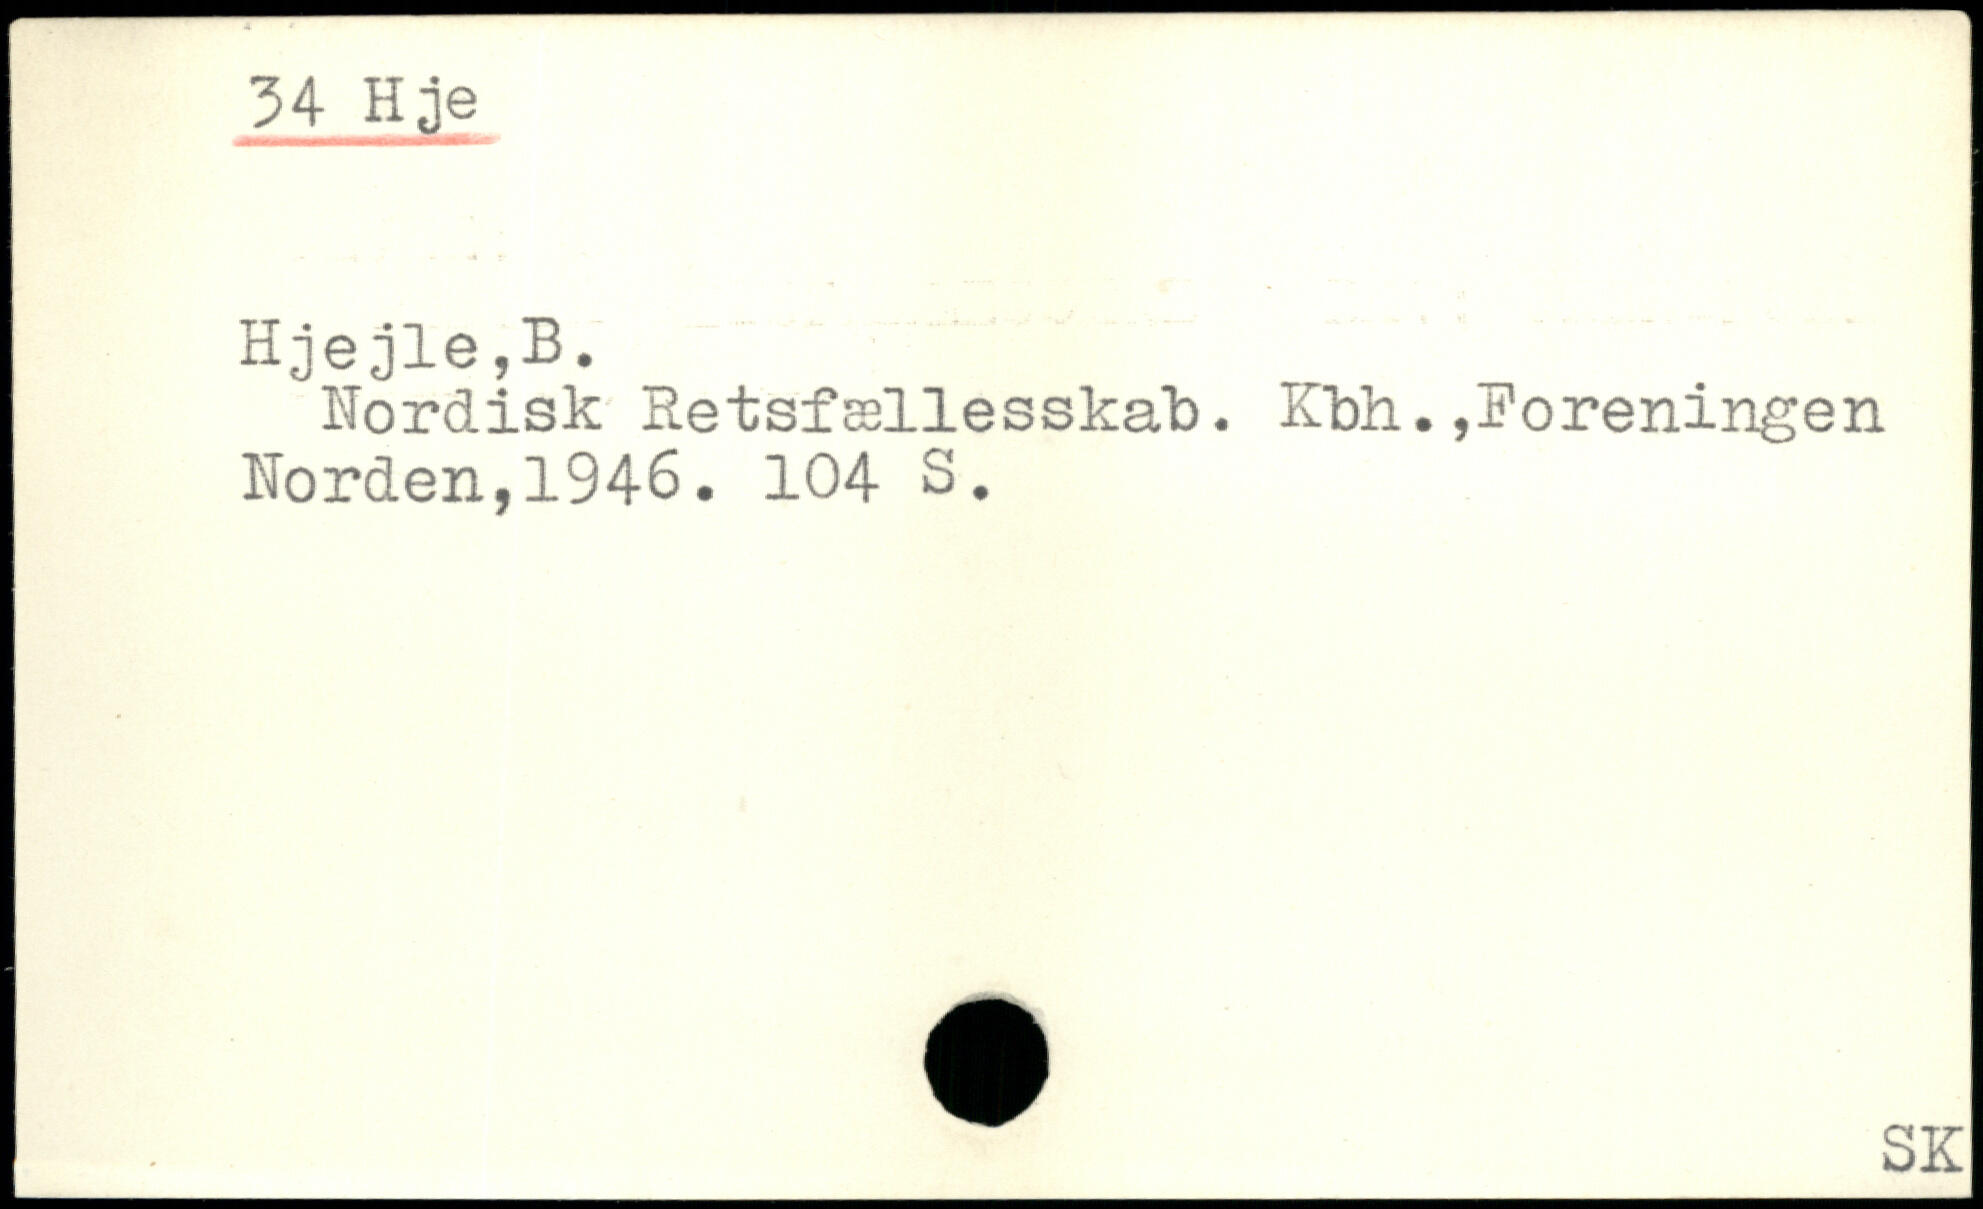 34 Hje
Hjejle,B.
Nordisk Retsfællesskab. Kbh.,Foreningen
Norden,1946. 104 S.
SK